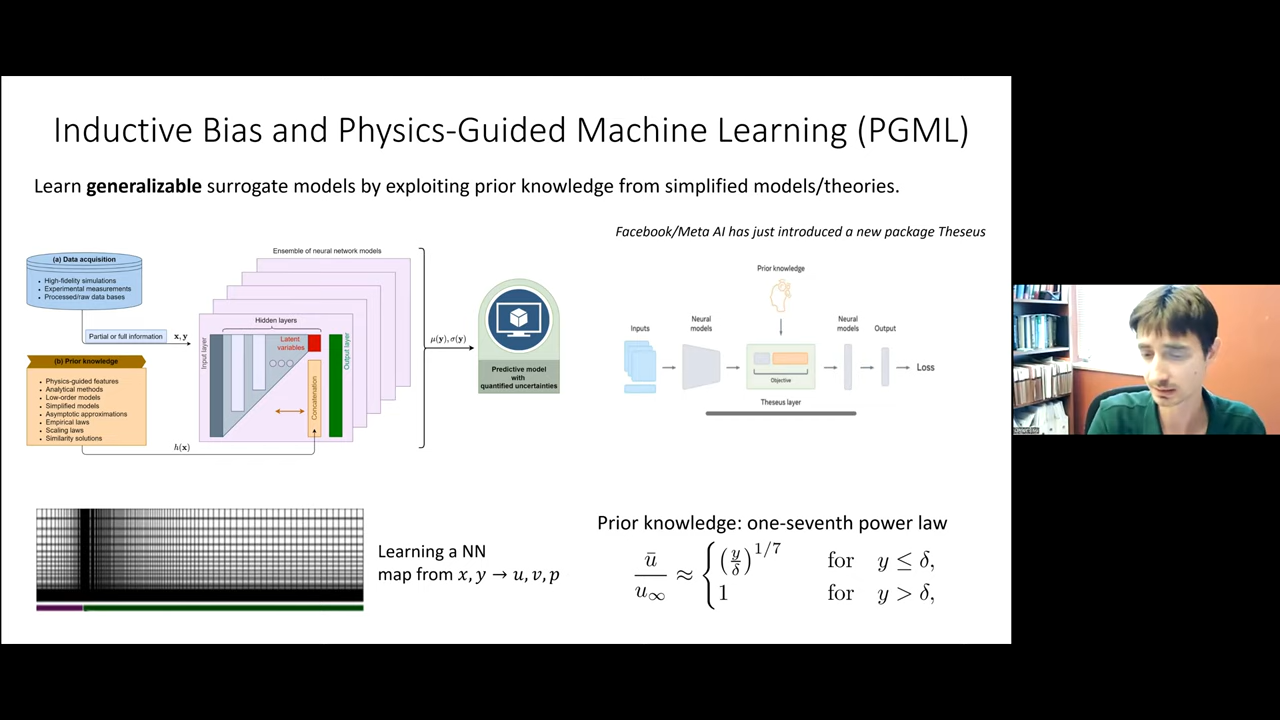 Inductive Bias and Physics-Guided Machine Learning (PGML)
Learn generalizable surrogate models by exploiting prior knowledge from simplified models/theories.
Facebook/Meta AI has just introduced a new package Theseus
(a) Data acquisition
• High-fidelity simulations
• Experimental measurements
• Processed/raw data bases
Partial or full information
x, y
(b) Prior knowledge
• Physics-guided features
• Analytical methods
• Low-order models
• Simplified models
• Asymptotic approximations
• Empirical laws
• Scaling laws
• Similarity solutions
h(x)
Ensemble of neural network models
Hidden layers
Input layer
Latent
variables
Concatenation
Output layer
μ(y), σ(y)
Predictive model
with
quantified uncertainties
Prior knowledge
Inputs
Neural
models
Objective
Neural
models
Output
Loss
Theseus layer
Learning a NN
map from x, y → u, v, p
Prior knowledge: one-seventh power law
ū/u∞ ≈ { (y/δ)^1/7 for y ≤ δ,
1 for y > δ,